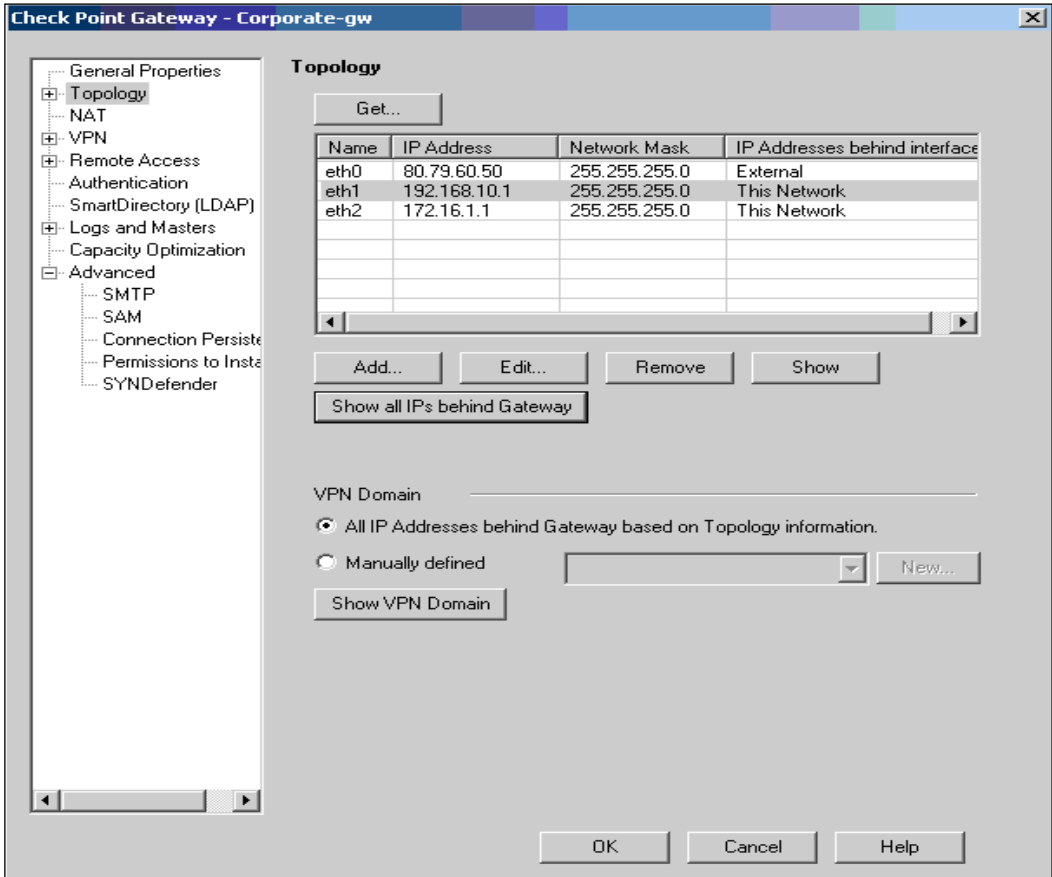 Check Point Gateway - Corporate-gw
General Properties
Topology
NAT
VPN
Remote Access
Authentication
SmartDirectory (LDAP)
Logs and Masters
Capacity Optimization
Advanced
SMTP
SAM
Connection Persiste
Permissions to Insta
SYNDefender
Topology
Get...
Name IP Address Network Mask IP Addresses behind interface
eth0 80.79.60.50 255.255.255.0 External
eth1 192.168.10.1 255.255.255.0 This Network
eth2 172.16.1.1 255.255.255.0 This Network
Add... Edit... Remove Show
Show all IPs behind Gateway
VPN Domain
All IP Addresses behind Gateway based on Topology information.
Manually defined New...
Show VPN Domain
OK Cancel Help